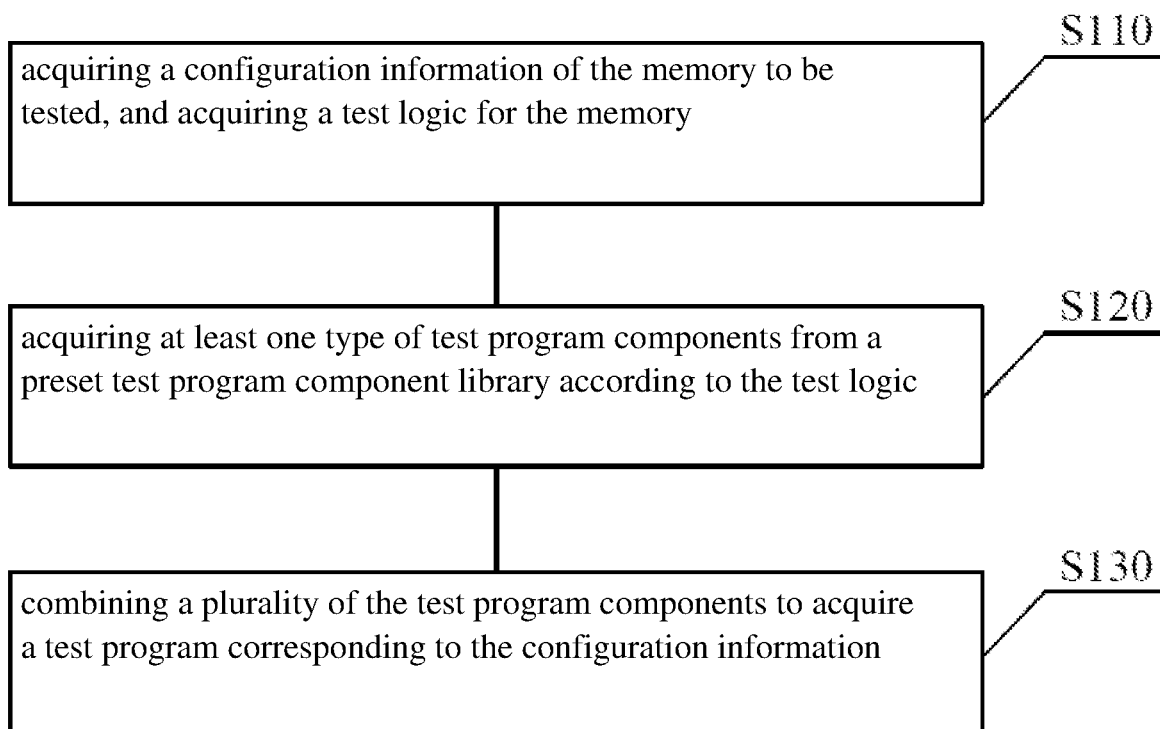 S110
acquiring a configuration information of the memory to be
tested, and acquiring a test logic for the memory
S120
acquiring at least one type of test program components from a
preset test program component library according to the test logic
S130
combining a plurality of the test program components to acquire
a test program corresponding to the configuration information